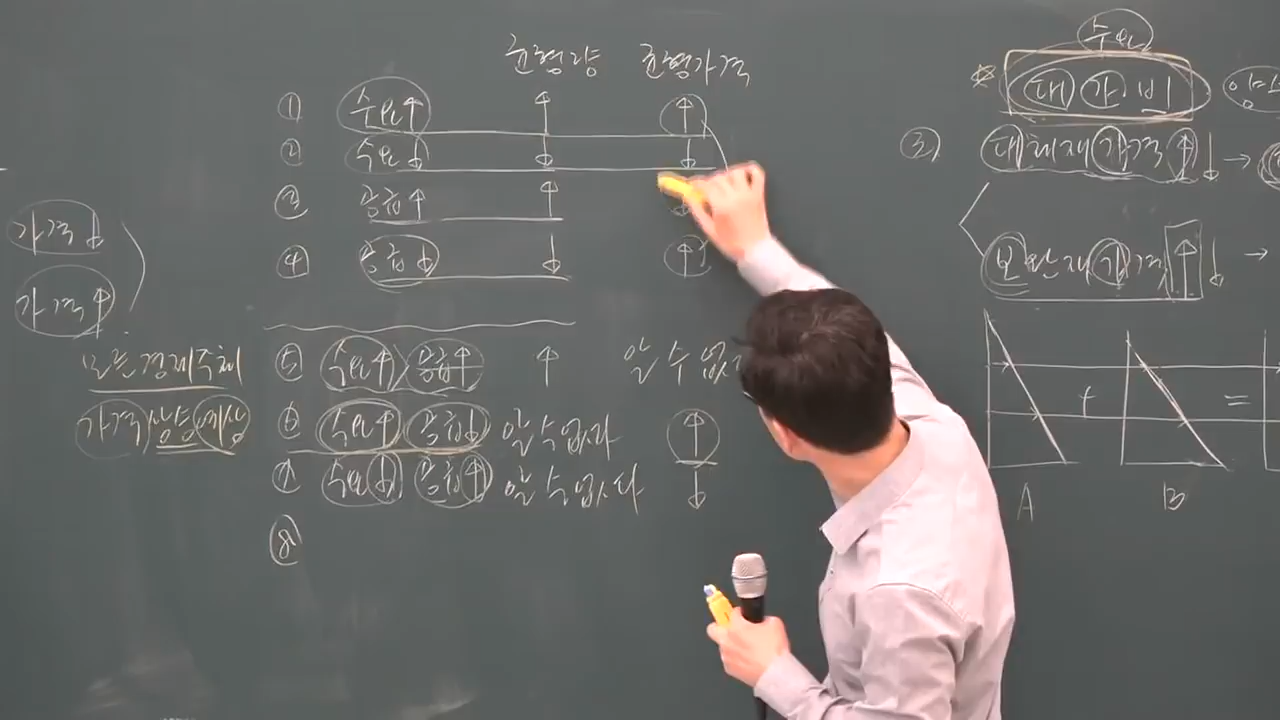 균형량 균형가격
① 수요↑ ↑ ↑
② 수요↓ ↓ ↓
③ 공급↑ ↑ ↓
④ 공급↓ ↓ ↑
⑤ 수요↑ 공급↑ ↑ 알 수 없
⑥ 수요↑ 공급↓ 알 수 없다 ↑
⑦ 수요↓ 공급↑ 알 수 없다 ↓
⑧
가격↓
가격↑
모든 경제주체
가격 상승 예상
수요
☆ 대 가 비
③ 대체재 가격↑↓ →
보완재 가격↑↓ →
A + B =